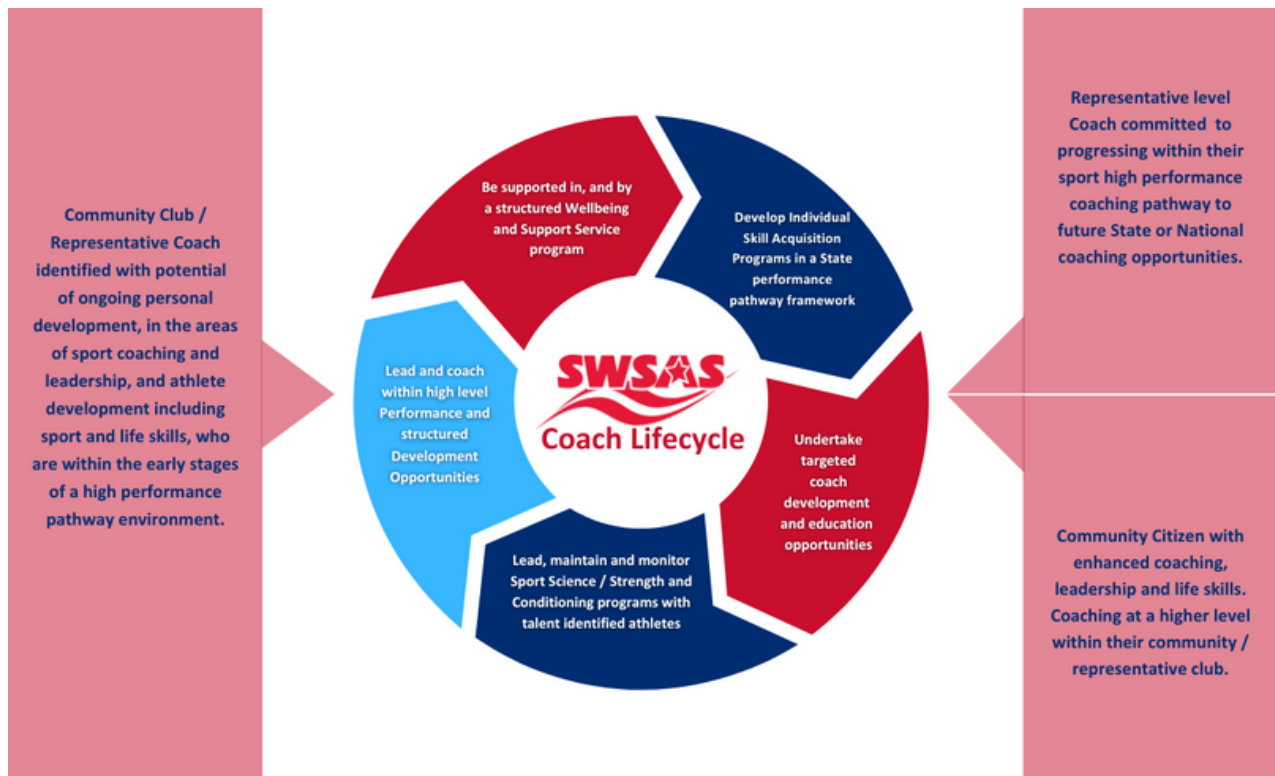 Community Club /
Representative Coach
identified with potential
of ongoing personal
development, in the areas
of sport coaching and
leadership, and athlete
development including
sport and life skills, who
are within the early stages
of a high performance
pathway environment.
Be supported in, and by
a structured Wellbeing
and Support Service
program
Develop Individual
Skill Acquisition
Programs in a State
performance
pathway framework
Undertake
targeted
coach
development
and education
opportunities
Lead, maintain and monitor
Sport Science / Strength and
Conditioning programs with
talent identified athletes
Lead and coach
within high level
Performance and
structured
Development
Opportunities
SWSAS
Coach Lifecycle
Representative level
Coach committed to
progressing within their
sport high performance
coaching pathway to
future State or National
coaching opportunities.
Community Citizen with
enhanced coaching,
leadership and life skills.
Coaching at a higher level
within their community /
representative club.